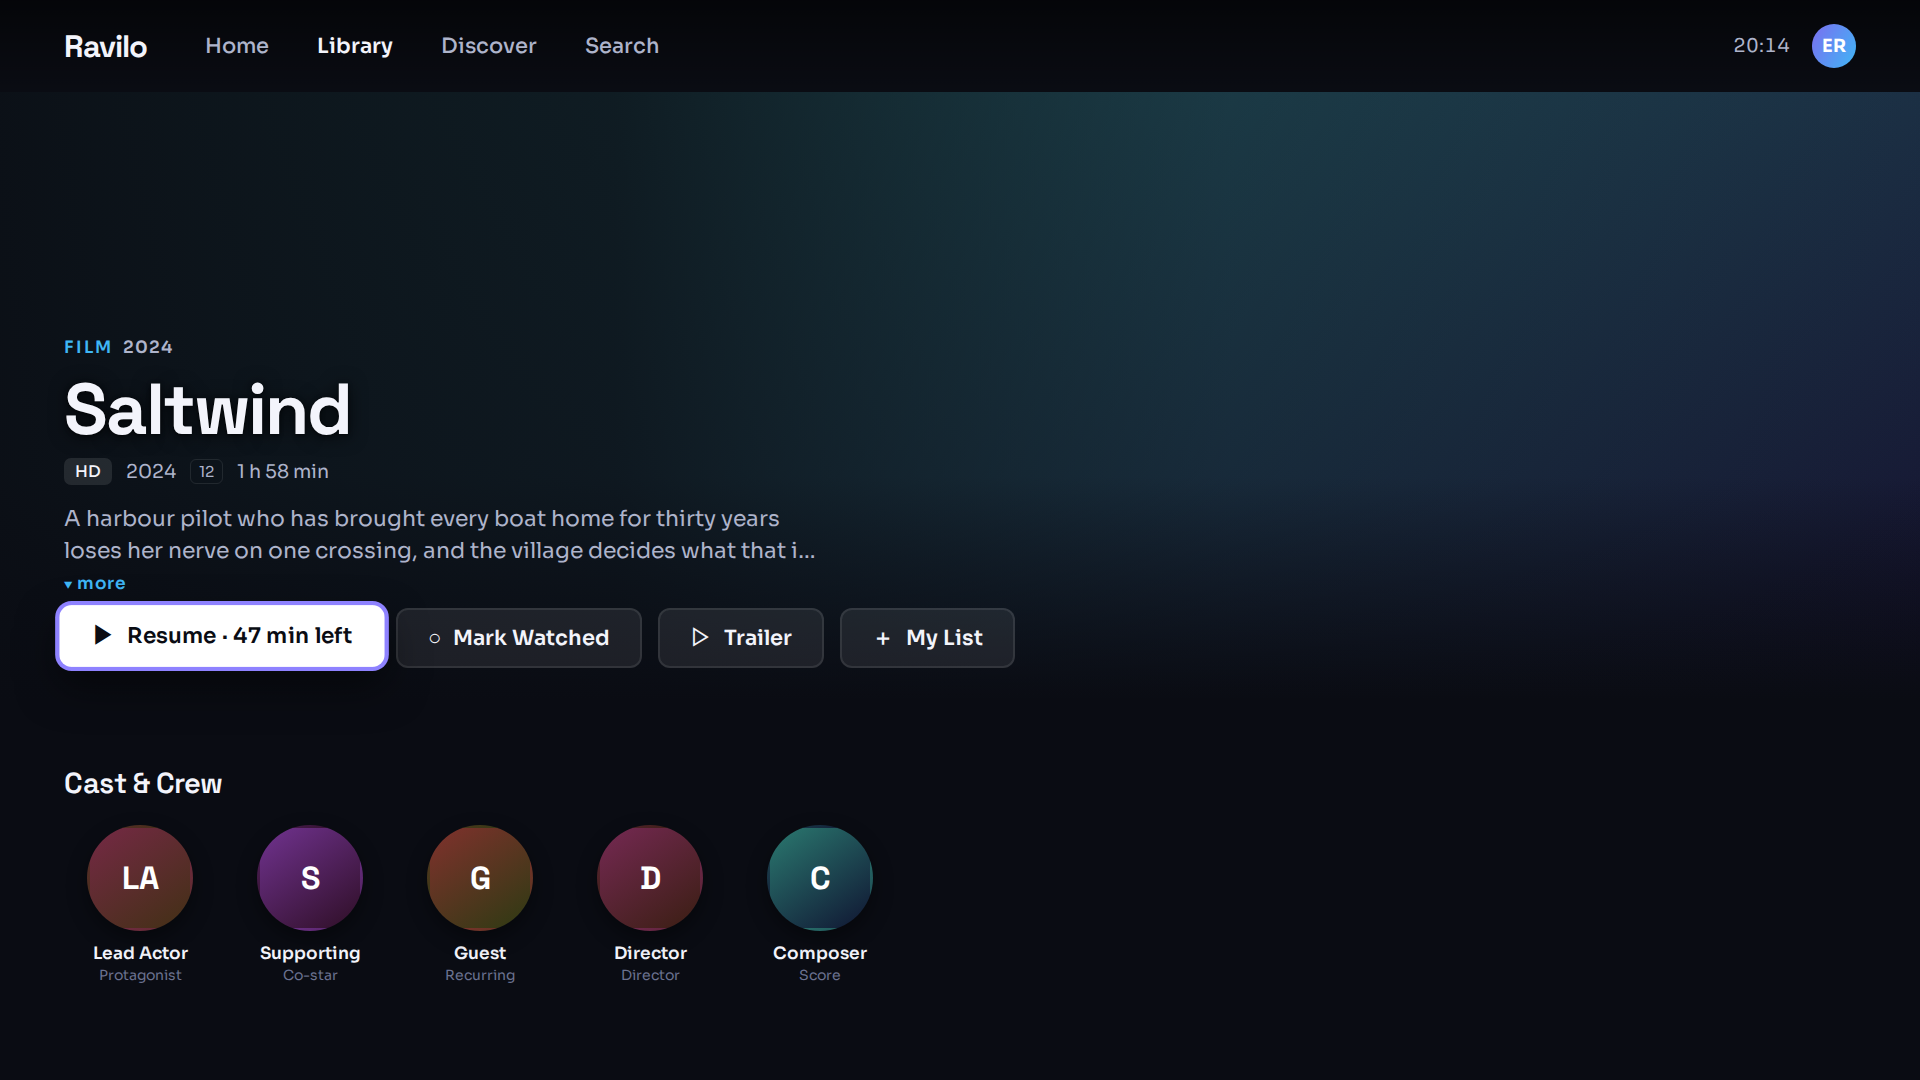 Ravilo Home Library Discover Search 20:14 ER
FILM 2024
Saltwind
HD 2024 12 1 h 58 min
A harbour pilot who has brought every boat home for thirty years
loses her nerve on one crossing, and the village decides what that i...
▾ more
▶ Resume · 47 min left ○ Mark Watched ▷ Trailer + My List
Cast & Crew
LA S G D C
Lead Actor Supporting Guest Director Composer
Protagonist Co-star Recurring Director Score